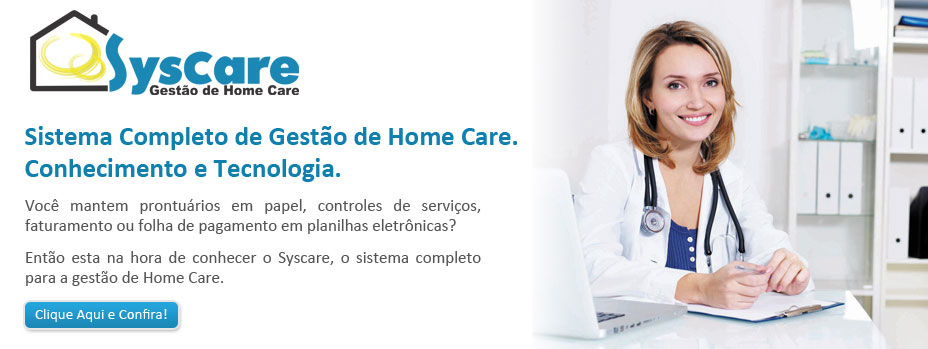 SysCare
Gestão de Home Care
Sistema Completo de Gestão de Home Care.
Conhecimento e Tecnologia.
Você mantem prontuários em papel, controles de serviços,
faturamento ou folha de pagamento em planilhas eletrônicas?
Então esta na hora de conhecer o Syscare, o sistema completo
para a gestão de Home Care.
Clique Aqui e Confira!